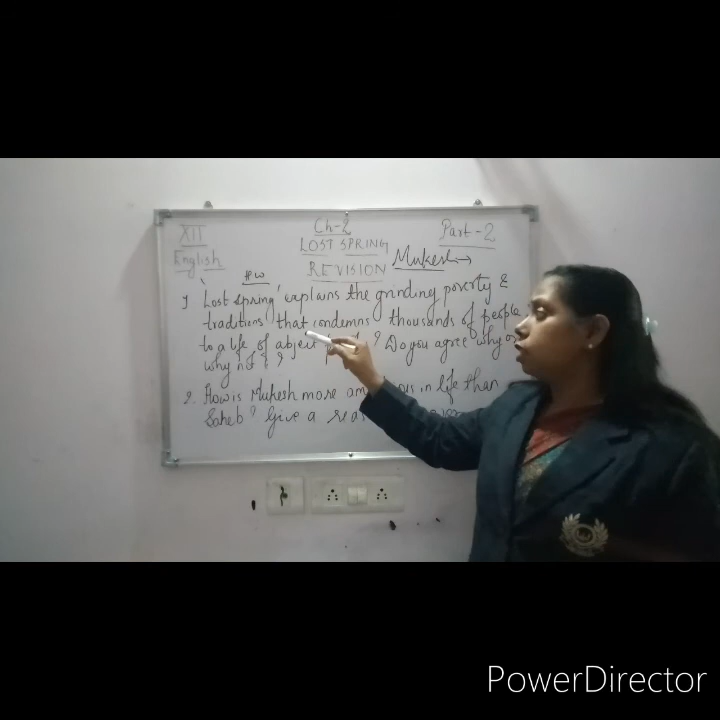 XII
Ch-2
Part-2
English
LOST SPRING
REVISION
Mukesh →
HW
1 'Lost Spring' explains the grinding poverty &
traditions that condemns thousands of people
to a life of abject ? Do you agree why or
why not ?
2. How is Mukesh more in life than
Saheb? Give a
PowerDirector